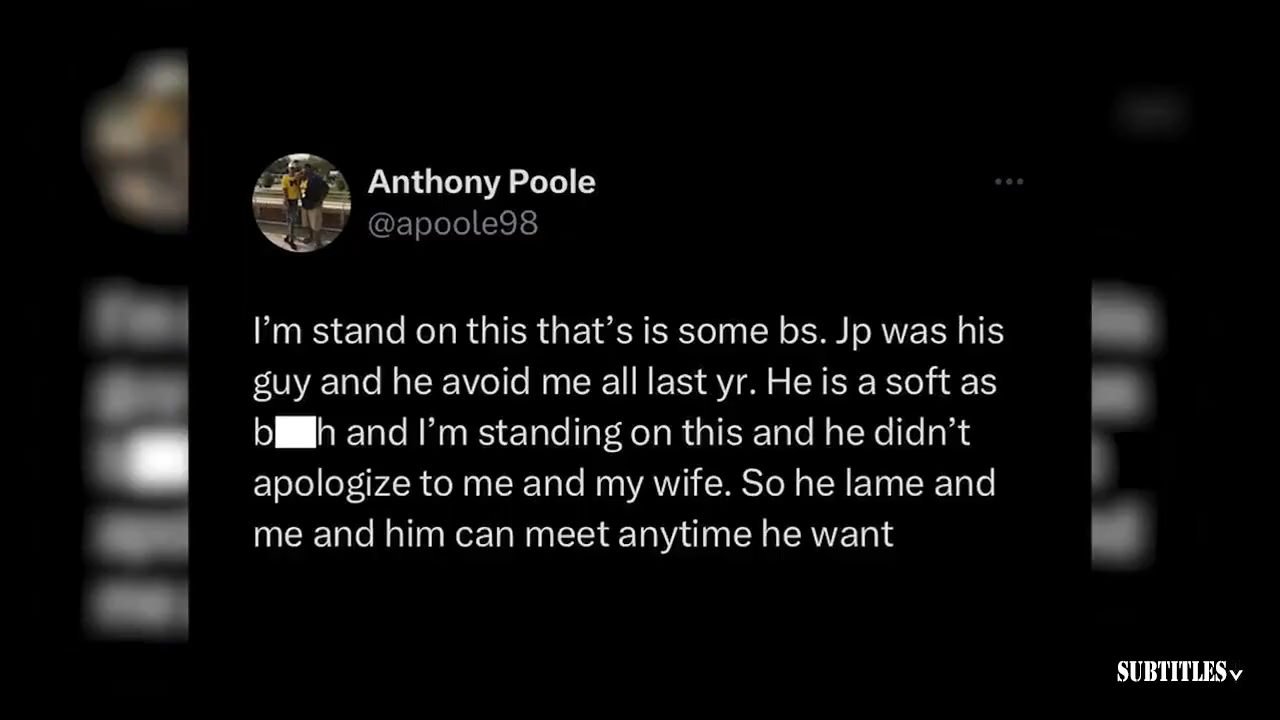 Anthony Poole
@apoole98
I’m stand on this that’s is some bs. Jp was his
guy and he avoid me all last yr. He is a soft as
b h and I’m standing on this and he didn’t
apologize to me and my wife. So he lame and
me and him can meet anytime he want
SUBTITLES